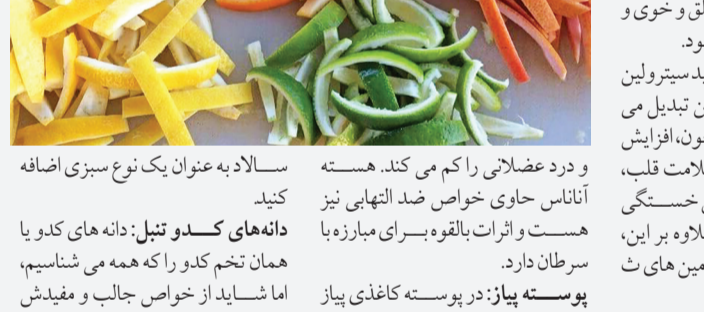 لق و خوی و
ود.
ید سیترولین
ن تبدیل می
ون، افزایش
لامت قلب،
ی خستگی
لاوه بر این،
مین های ث
و درد عضلانی را کم می کند. هسته
آناناس حاوی خواص ضد التهابی نیز
هست و اثرات بالقوه برای مبارزه با
سرطان دارد.
پوسته پیاز: در پوسته کاغذی پیاز
سالاد به عنوان یک نوع سبزی اضافه
کنید.
دانه‌های کدو تنبل: دانه های کدو یا
همان تخم کدو را که همه می شناسیم،
اما شاید از خواص جالب و مفیدش